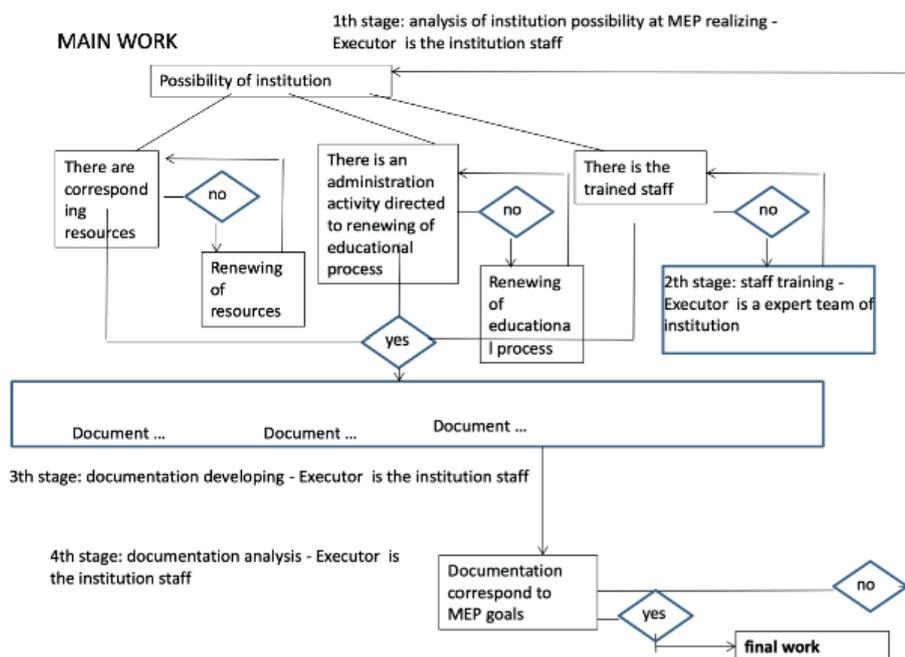 1th stage: analysis of institution possibility at MEP realizing -
Executor is the institution staff
MAIN WORK
Possibility of institution
There are
correspond
ing
resources
no
Renewing
of
resources
There is an
administration
activity directed
to renewing of
educational
process
no
Renewing
of
educationa
l process
There is the
trained staff
no
2th stage: staff training -
Executor is a expert team of
institution
yes
Document ...
Document ...
Document ...
3th stage: documentation developing - Executor is the institution staff
4th stage: documentation analysis - Executor is
the institution staff
Documentation
correspond to
MEP goals
no
yes
final work